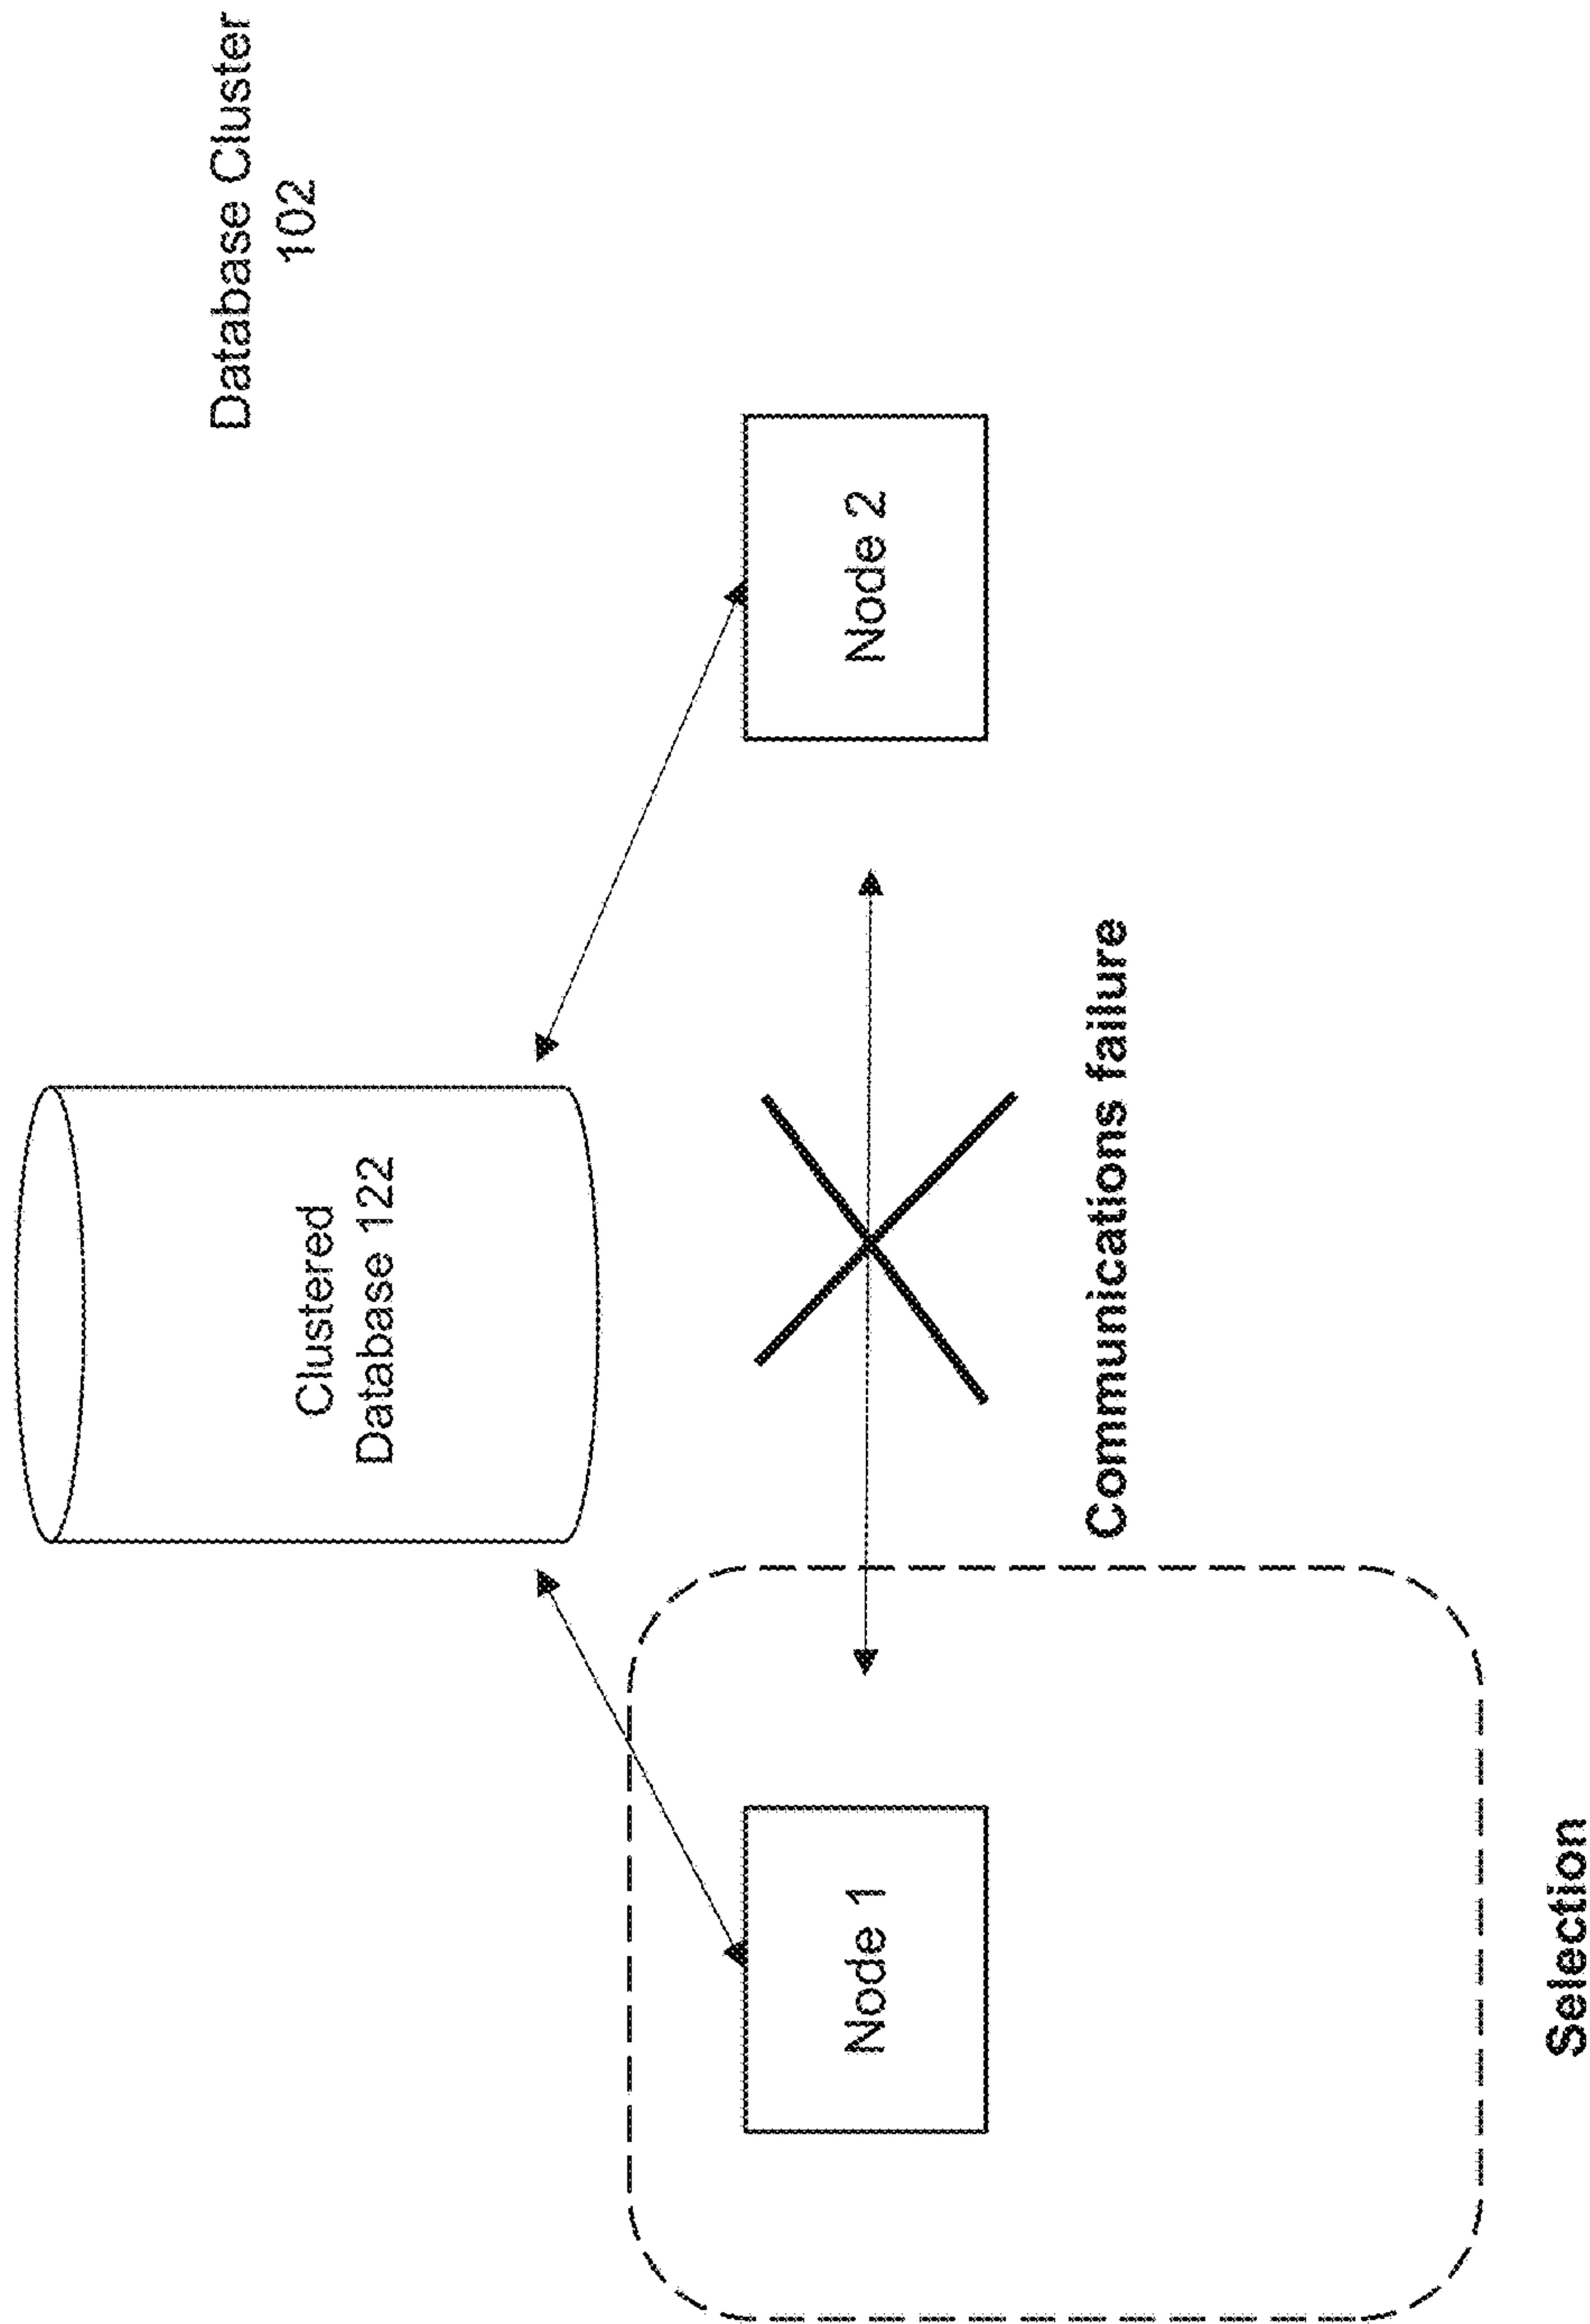 Database Cluster
102
Clustered
Database 122
Node 1
Node 2
Communications failure
Selection